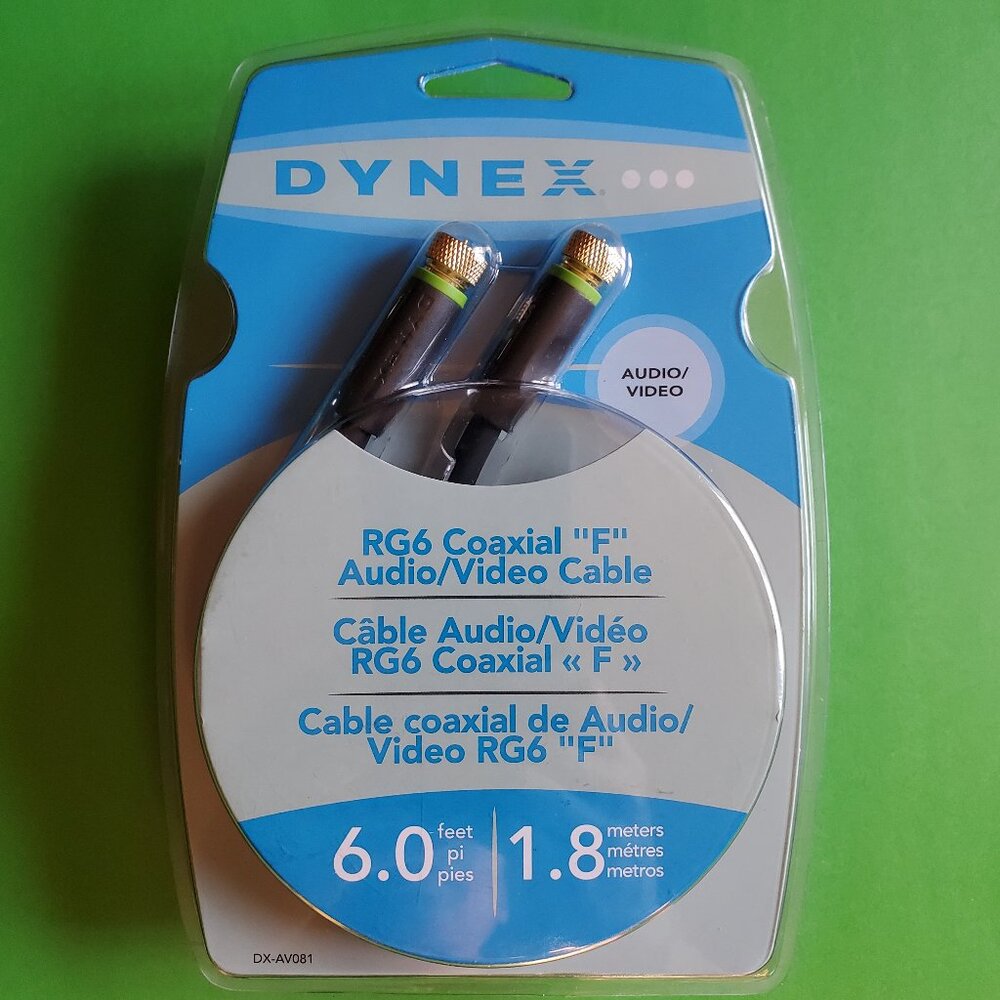 DYNEX
AUDIO/
VIDEO
RG6 Coaxial "F"
Audio/Video Cable
Câble Audio/Vidéo
RG6 Coaxial « F »
Cable coaxial de Audio/
Video RG6 "F"
6.0 feet
pi
pies
1.8 meters
métres
metros
DX-AV081